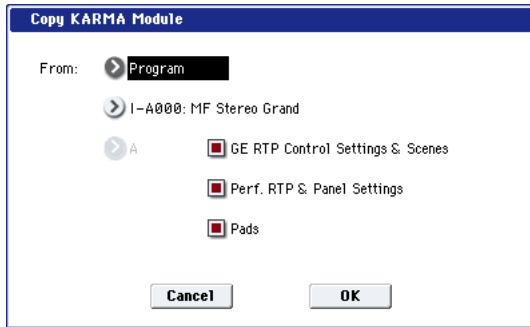 Copy KARMA Module
From: Program
I-A000: MF Stereo Grand
A GE RTP Control Settings & Scenes
Perf. RTP & Panel Settings
Pads
Cancel OK